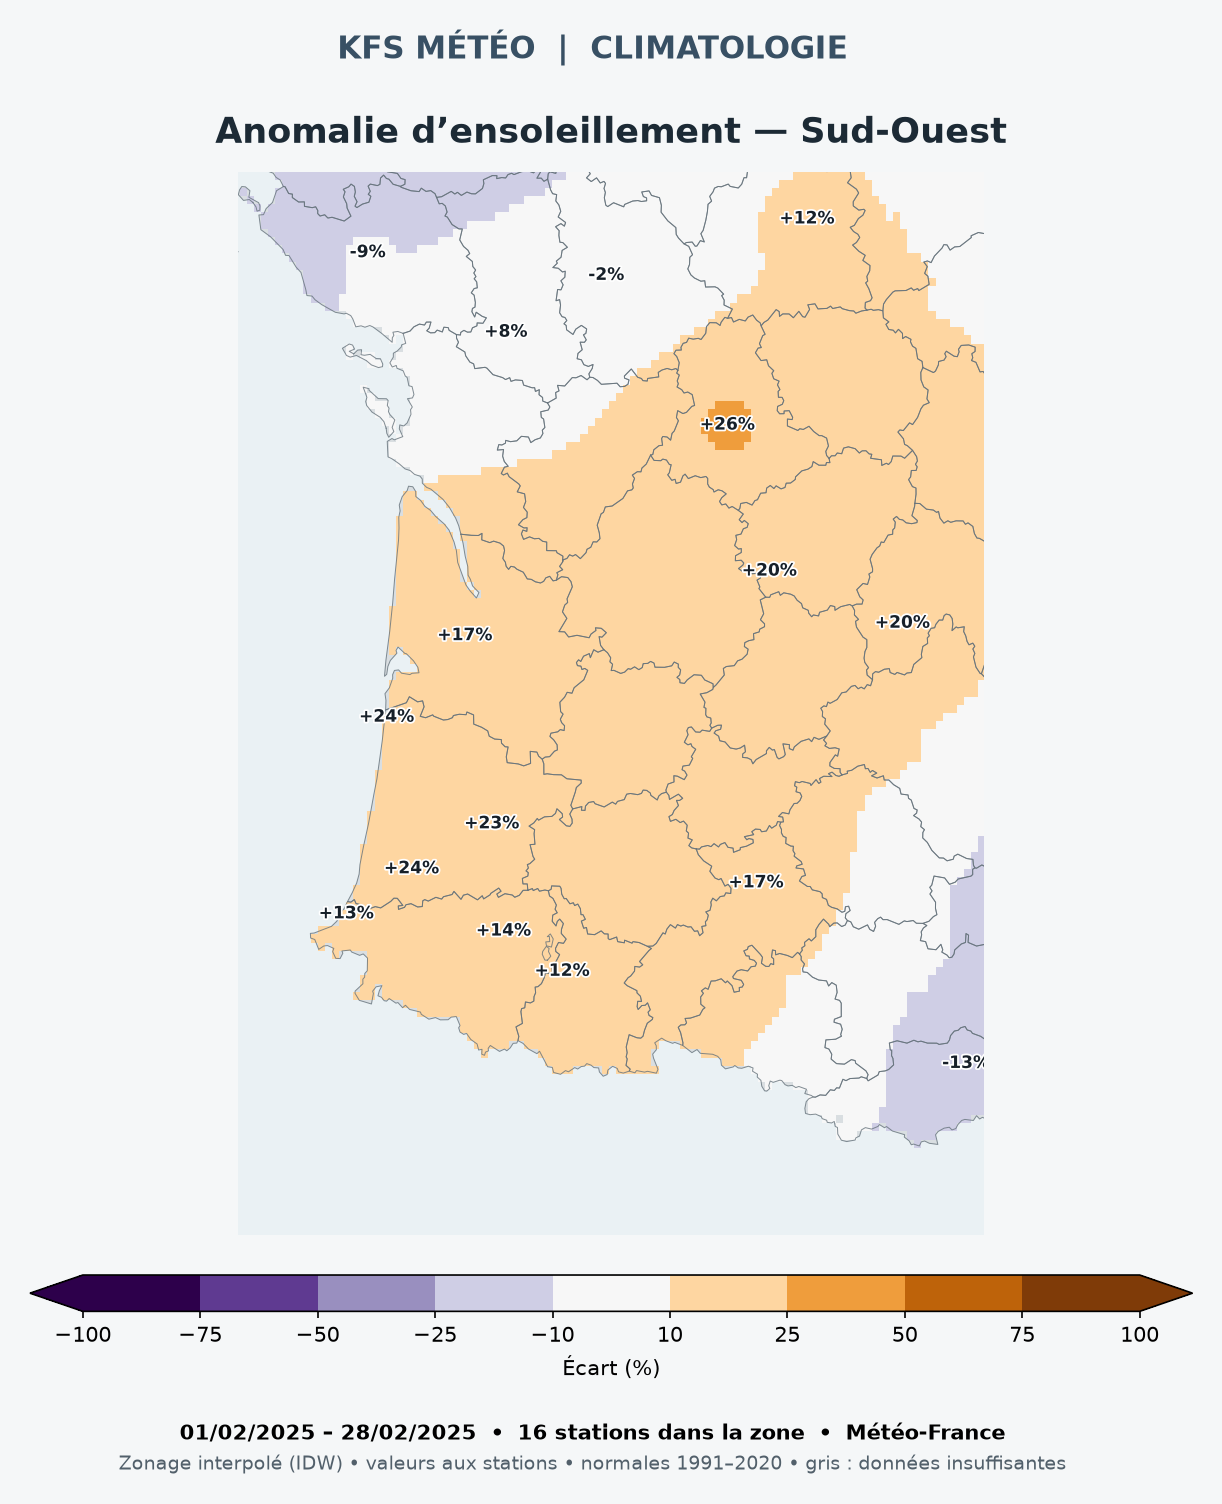 KFS MÉTÉO | CLIMATOLOGIE
Anomalie d’ensoleillement — Sud-Ouest
+12%
-9%
-2%
+8%
+26%
+20%
+20%
+17%
+24%
+23%
+24%
+17%
+13%
+14%
+12%
-13%
−100 −75 −50 −25 −10 10 25 50 75 100
Écart (%)
01/02/2025 – 28/02/2025 • 16 stations dans la zone • Météo-France
Zonage interpolé (IDW) • valeurs aux stations • normales 1991–2020 • gris : données insuffisantes